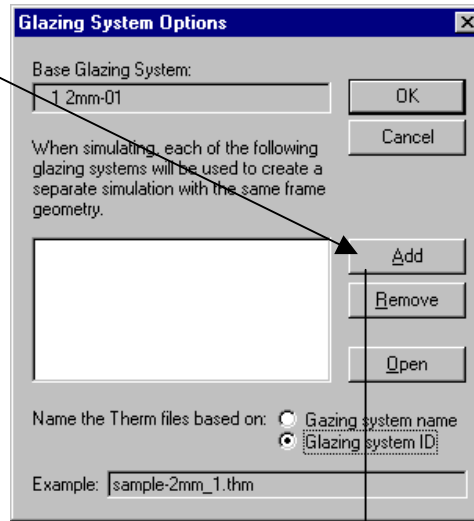 Glazing System Options
Base Glazing System:
1 2mm-01
OK
Cancel
When simulating, each of the following
glazing systems will be used to create a
separate simulation with the same frame
geometry.
Add
Remove
Open
Name the Therm files based on:
Gazing system name
Glazing system ID
Example: sample-2mm_1.thm